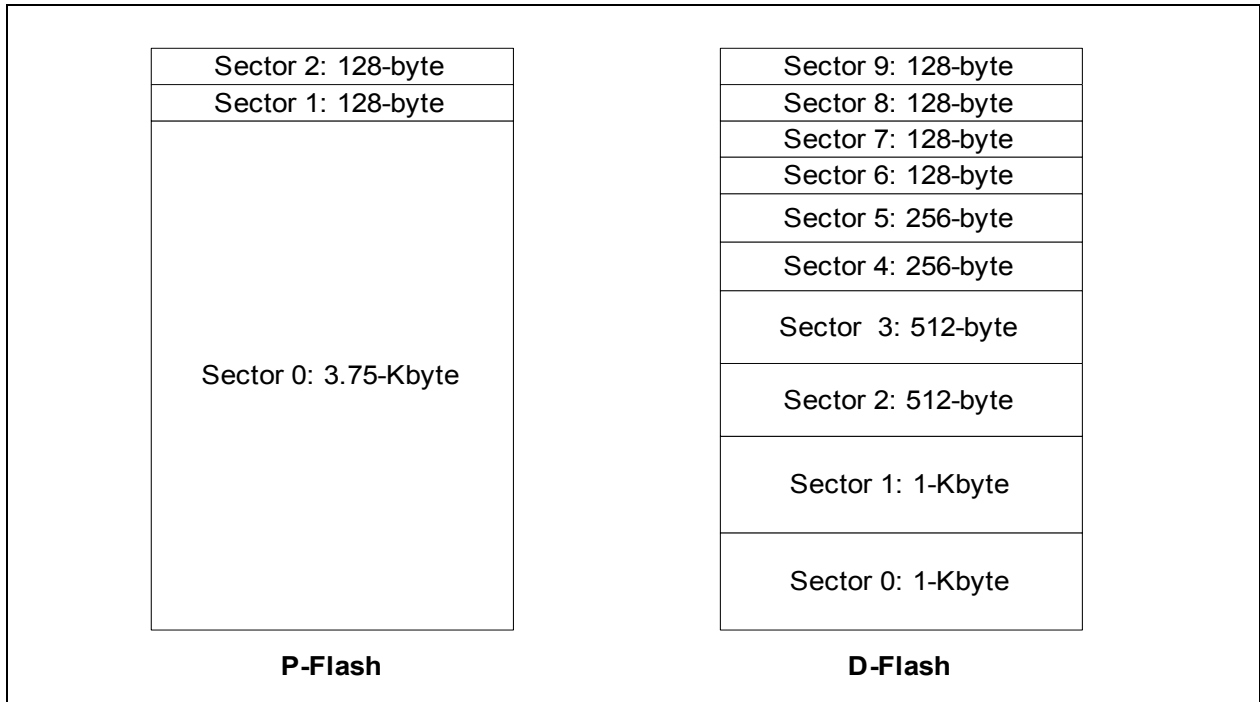 Sector 2: 128-byte
Sector 1: 128-byte
Sector 0: 3.75-Kbyte
P-Flash
Sector 9: 128-byte
Sector 8: 128-byte
Sector 7: 128-byte
Sector 6: 128-byte
Sector 5: 256-byte
Sector 4: 256-byte
Sector 3: 512-byte
Sector 2: 512-byte
Sector 1: 1-Kbyte
Sector 0: 1-Kbyte
D-Flash